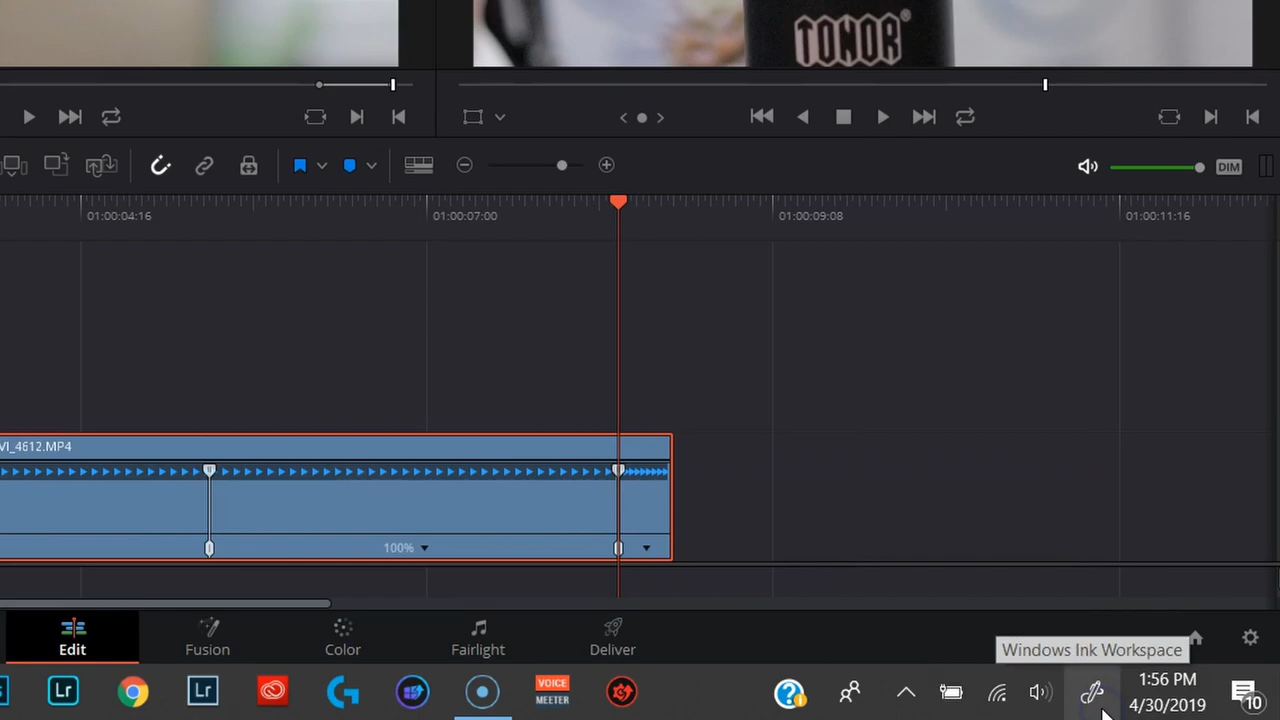 TONOR®
DIM
01:00:04:16
01:00:07:00
01:00:09:08
01:00:11:16
VI_4612.MP4
100%
Edit
Fusion
Color
Fairlight
Deliver
Windows Ink Workspace
Lr
Lr
VOICE
MEETER
1:56 PM
4/30/2019
10